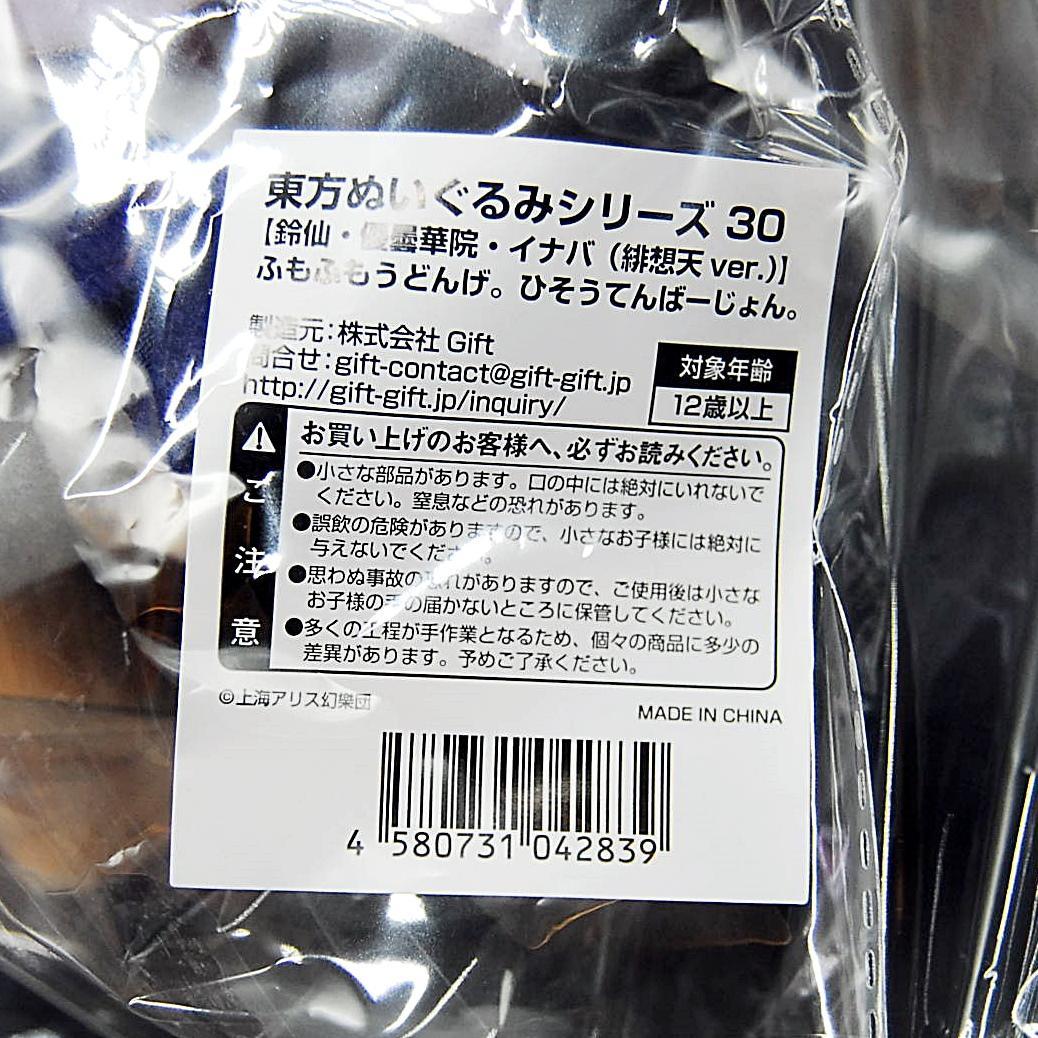 東方ぬいぐるみシリーズ 30
【鈴仙・優曇華院・イナバ（緋想天 ver.）】
ふもふもうどんげ。ひそうてんばーじょん。
製造元：株式会社 Gift
問合せ：gift-contact@gift-gift.jp
http://gift-gift.jp/inquiry/
対象年齢
12歳以上
ご注意
お買い上げのお客様へ、必ずお読みください。
●小さな部品があります。口の中には絶対にいれないで
ください。窒息などの恐れがあります。
●誤飲の危険がありますので、小さなお子様には絶対に
与えないでください。
●思わぬ事故の恐れがありますので、ご使用後は小さな
お子様の手の届かないところに保管してください。
●多くの工程が手作業となるため、個々の商品に多少の
差異があります。予めご了承ください。
©上海アリス幻樂団
MADE IN CHINA
4 580731 042839